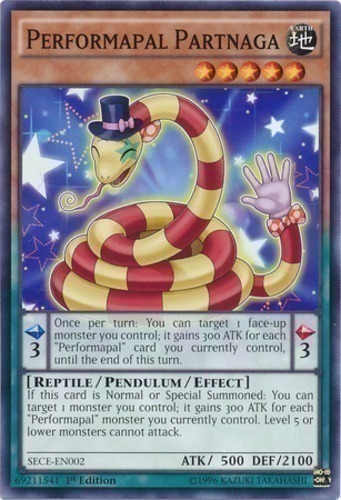 PERFORMAPAL PARTNAGA
EARTH
地
Once per turn: You can target 1 face-up
monster you control; it gains 300 ATK for each
"Performapal" card you currently control,
until the end of this turn.
3
3
[REPTILE / PENDULUM / EFFECT]
If this card is Normal or Special Summoned: You can
target 1 monster you control; it gains 300 ATK for each
"Performapal" monster you currently control. Level 5 or
lower monsters cannot attack.
SECE-EN002
ATK/ 500
DEF/2100
69211541
1st Edition
©1996 KAZUKI TAKAHASHI